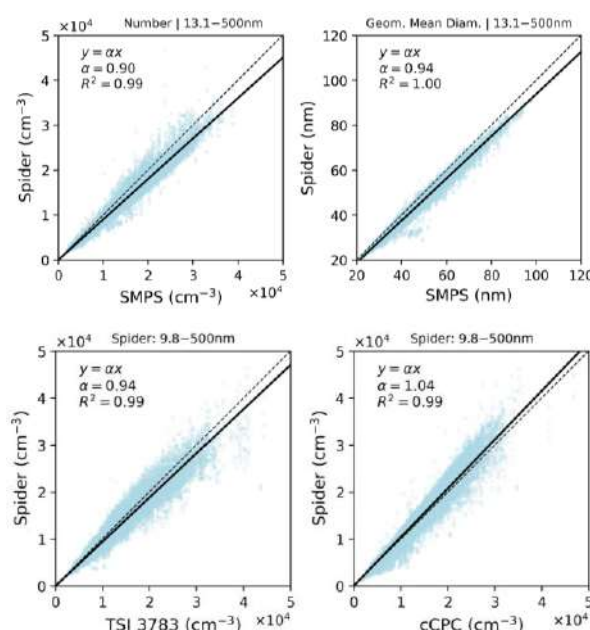 Number | 13.1−500nm
×10⁴
y = αx
α = 0.90
R² = 0.99
5
4
3
2
1
0
Spider (cm⁻³)
0 1 2 3 4 5
SMPS (cm⁻³) ×10⁴
Geom. Mean Diam. | 13.1−500nm
y = αx
α = 0.94
R² = 1.00
120
100
80
60
40
20
Spider (nm)
20 40 60 80 100 120
SMPS (nm)
×10⁴ Spider: 9.8−500nm
y = αx
α = 0.94
R² = 0.99
5
4
3
2
1
0
Spider (cm⁻³)
0 1 2 3 4 5
TSI 3783 (cm⁻³) ×10⁴
×10⁴ Spider: 9.8−500nm
y = αx
α = 1.04
R² = 0.99
5
4
3
2
1
0
Spider (cm⁻³)
0 1 2 3 4 5
cCPC (cm⁻³) ×10⁴